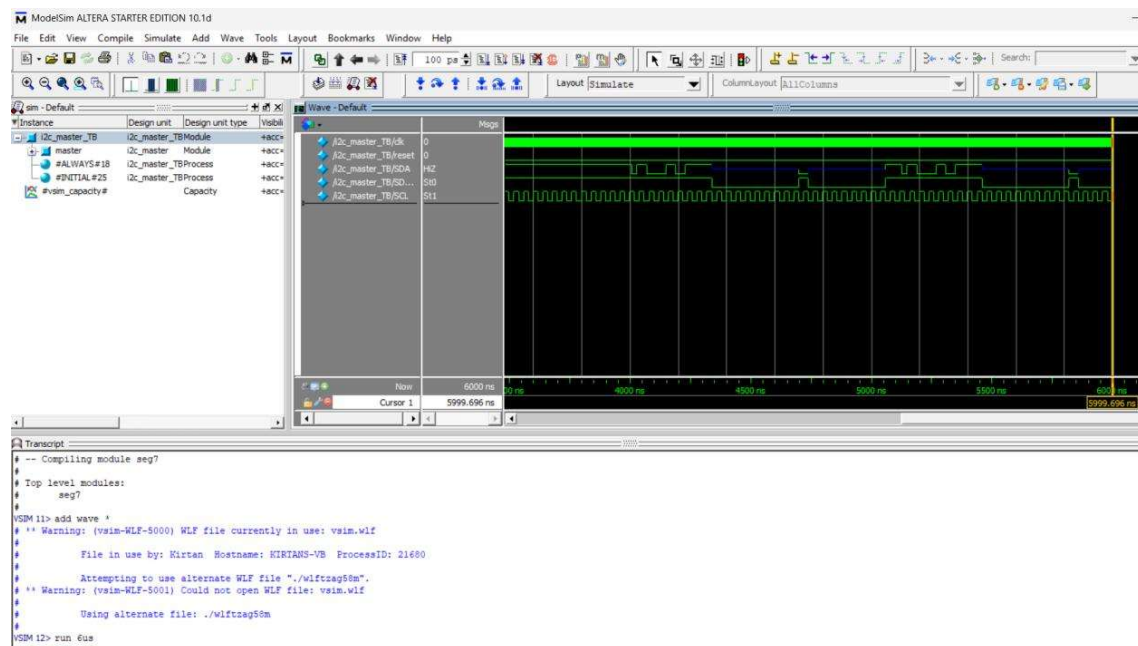 ModelSim ALTERA STARTER EDITION 10.1d
File Edit View Compile Simulate Add Wave Tools Layout Bookmarks Window Help
100 ps
Search:
Layout Simulate
ColumnLayout AllColumns
sim - Default
Wave - Default
Instance Design unit Design unit type Visibili
Msgs
i2c_master_TB i2c_master_TB Module +acc=
master i2c_master Module +acc=
#ALWAYS#18 i2c_master_TB Process +acc=
#INITIAL#25 i2c_master_TB Process +acc=
#vsim_capacity# Capacity +acc=
/i2c_master_TB/clk 0
/i2c_master_TB/reset 0
/i2c_master_TB/SDA HiZ
/i2c_master_TB/SD... St0
/i2c_master_TB/SCL St1
Now 6000 ns
4000 ns 4500 ns 5000 ns 5500 ns
Cursor 1 5999.696 ns
5999.696 ns
Transcript
# -- Compiling module seg7
#
# Top level modules:
# seg7
#
VSIM 11> add wave *
# ** Warning: (vsim-WLF-5000) WLF file currently in use: vsim.wlf
#
# File in use by: Kirtan Hostname: KIRTANS-VB ProcessID: 21680
#
# Attempting to use alternate WLF file "./wlftzag58m".
# ** Warning: (vsim-WLF-5001) Could not open WLF file: vsim.wlf
#
# Using alternate file: ./wlftzag58m
#
VSIM 12> run 6us